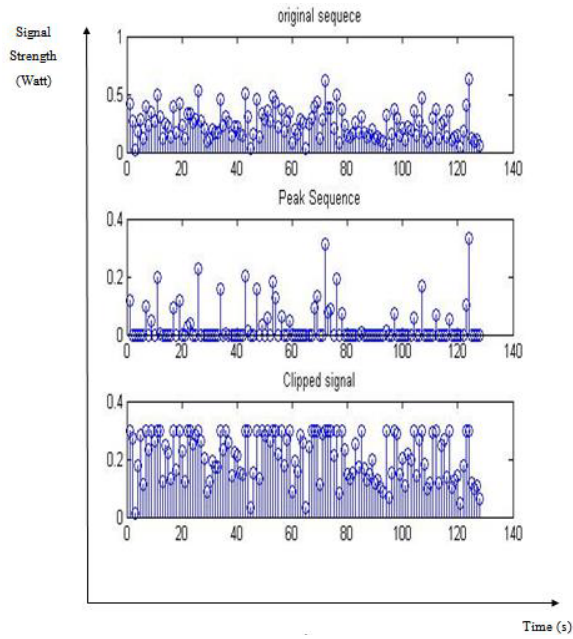 Signal
Strength
(Watt)
original sequece
1
0.5
0
0 20 40 60 80 100 120 140
Peak Sequence
0.4
0.2
0
0 20 40 60 80 100 120 140
Clipped signal
0.4
0.2
0
0 20 40 60 80 100 120 140
Time (s)